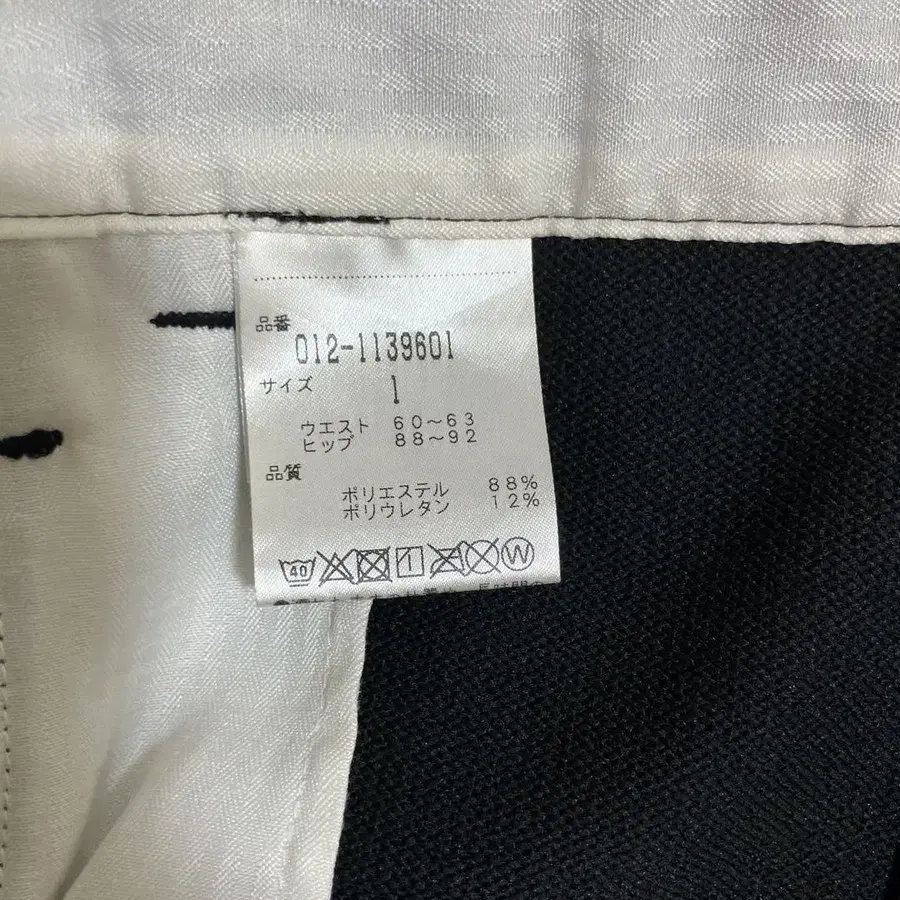 品番
012-1139601
サイズ 1
ウエスト 60~63
ヒップ 88~92
品質
ポリエステル 88%
ポリウレタン 12%
40 W